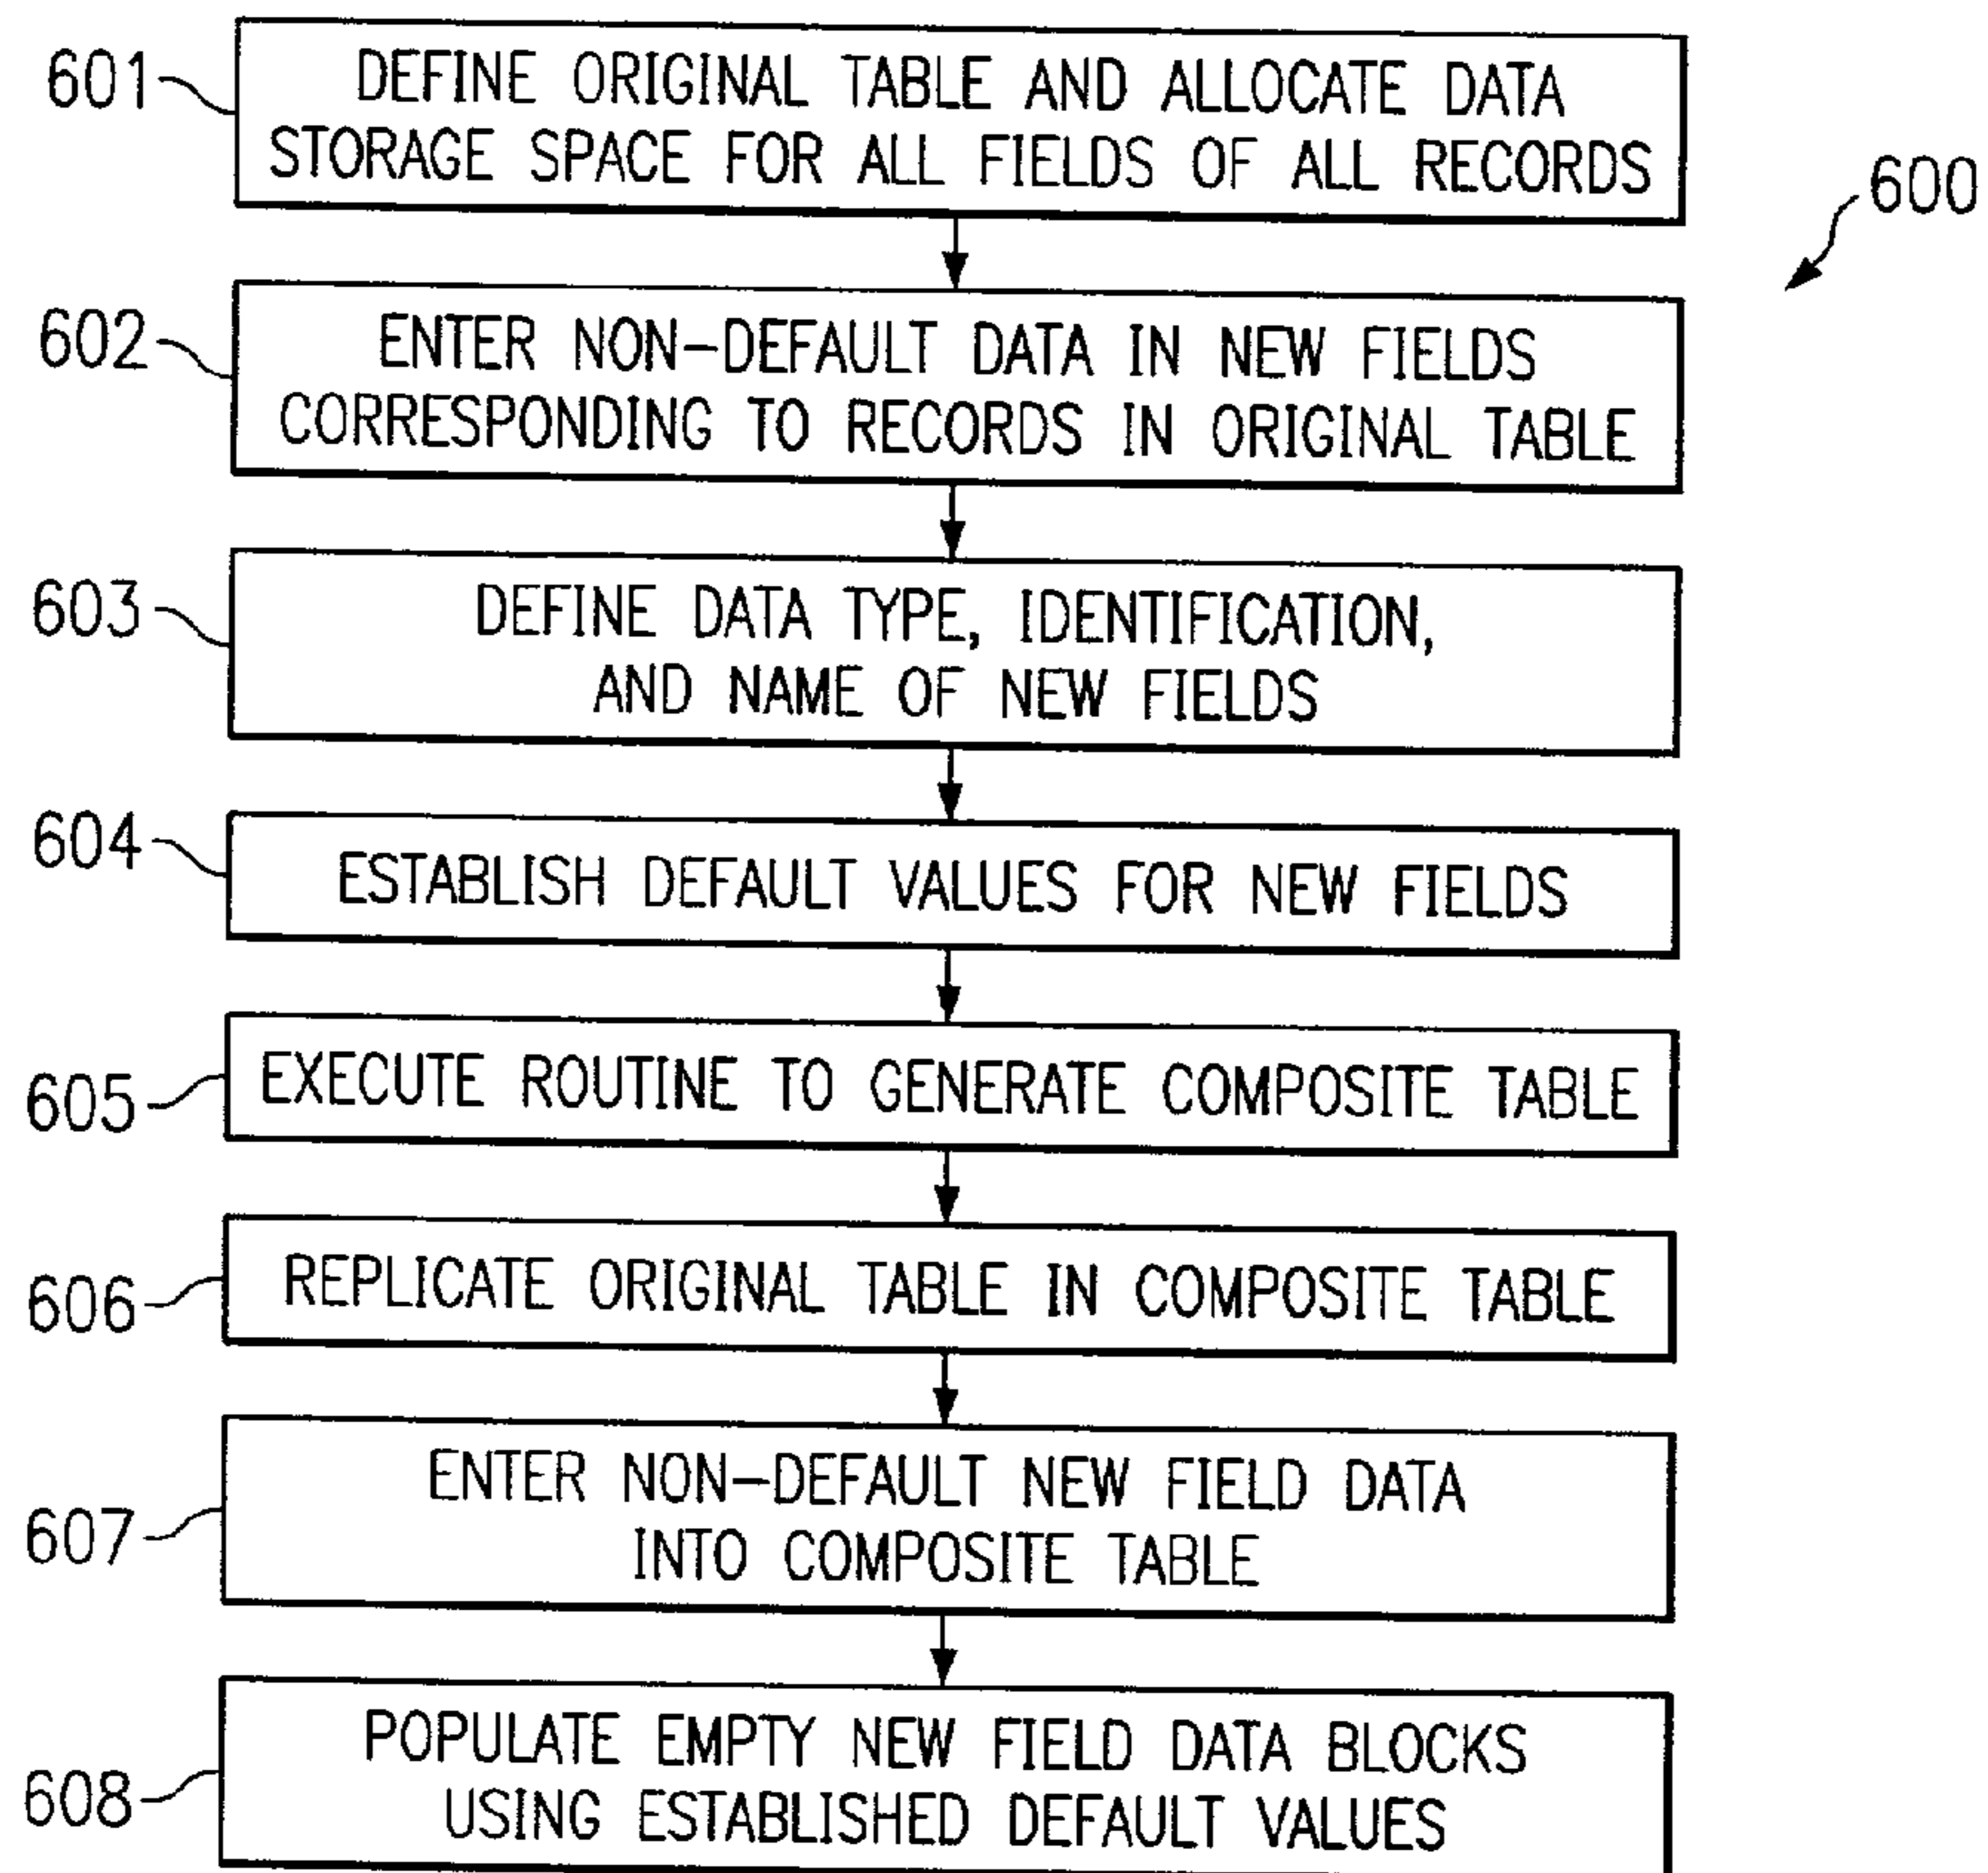 601
DEFINE ORIGINAL TABLE AND ALLOCATE DATA
STORAGE SPACE FOR ALL FIELDS OF ALL RECORDS
600
602
ENTER NON-DEFAULT DATA IN NEW FIELDS
CORRESPONDING TO RECORDS IN ORIGINAL TABLE
603
DEFINE DATA TYPE, IDENTIFICATION,
AND NAME OF NEW FIELDS
604
ESTABLISH DEFAULT VALUES FOR NEW FIELDS
605
EXECUTE ROUTINE TO GENERATE COMPOSITE TABLE
606
REPLICATE ORIGINAL TABLE IN COMPOSITE TABLE
607
ENTER NON-DEFAULT NEW FIELD DATA
INTO COMPOSITE TABLE
608
POPULATE EMPTY NEW FIELD DATA BLOCKS
USING ESTABLISHED DEFAULT VALUES